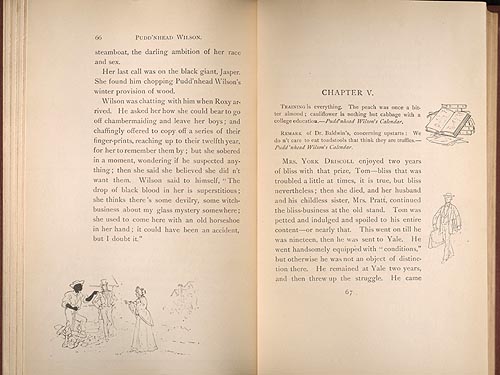 66 PUDD'NHEAD WILSON.
steamboat, the darling ambition of her race
and sex.
Her last call was on the black giant, Jasper.
She found him chopping Pudd'nhead Wilson's
winter provision of wood.
Wilson was chatting with him when Roxy ar-
rived. He asked her how she could bear to go
off chambermaiding and leave her boys; and
chaffingly offered to copy off a series of their
finger-prints, reaching up to their twelfth year,
for her to remember them by; but she sobered
in a moment, wondering if he suspected any-
thing; then she said she believed she did n't
want them. Wilson said to himself, "The
drop of black blood in her is superstitious;
she thinks there's some devilry, some witch-
business about my glass mystery somewhere;
she used to come here with an old horseshoe
in her hand; it could have been an accident,
but I doubt it."
CHAPTER V.
TRAINING is everything. The peach was once a bit-
ter almond; cauliflower is nothing but cabbage with a
college education.—Pudd'nhead Wilson's Calendar.
REMARK of Dr. Baldwin's, concerning upstarts: We
do n't care to eat toadstools that think they are truffles.—
Pudd'nhead Wilson's Calendar.
MRS. YORK DRISCOLL enjoyed two years
of bliss with that prize, Tom—bliss that was
troubled a little at times, it is true, but bliss
nevertheless; then she died, and her husband
and his childless sister, Mrs. Pratt, continued
the bliss-business at the old stand. Tom was
petted and indulged and spoiled to his entire
content—or nearly that. This went on till he
was nineteen, then he was sent to Yale. He
went handsomely equipped with "conditions,"
but otherwise he was not an object of distinc-
tion there. He remained at Yale two years,
and then threw up the struggle. He came
67